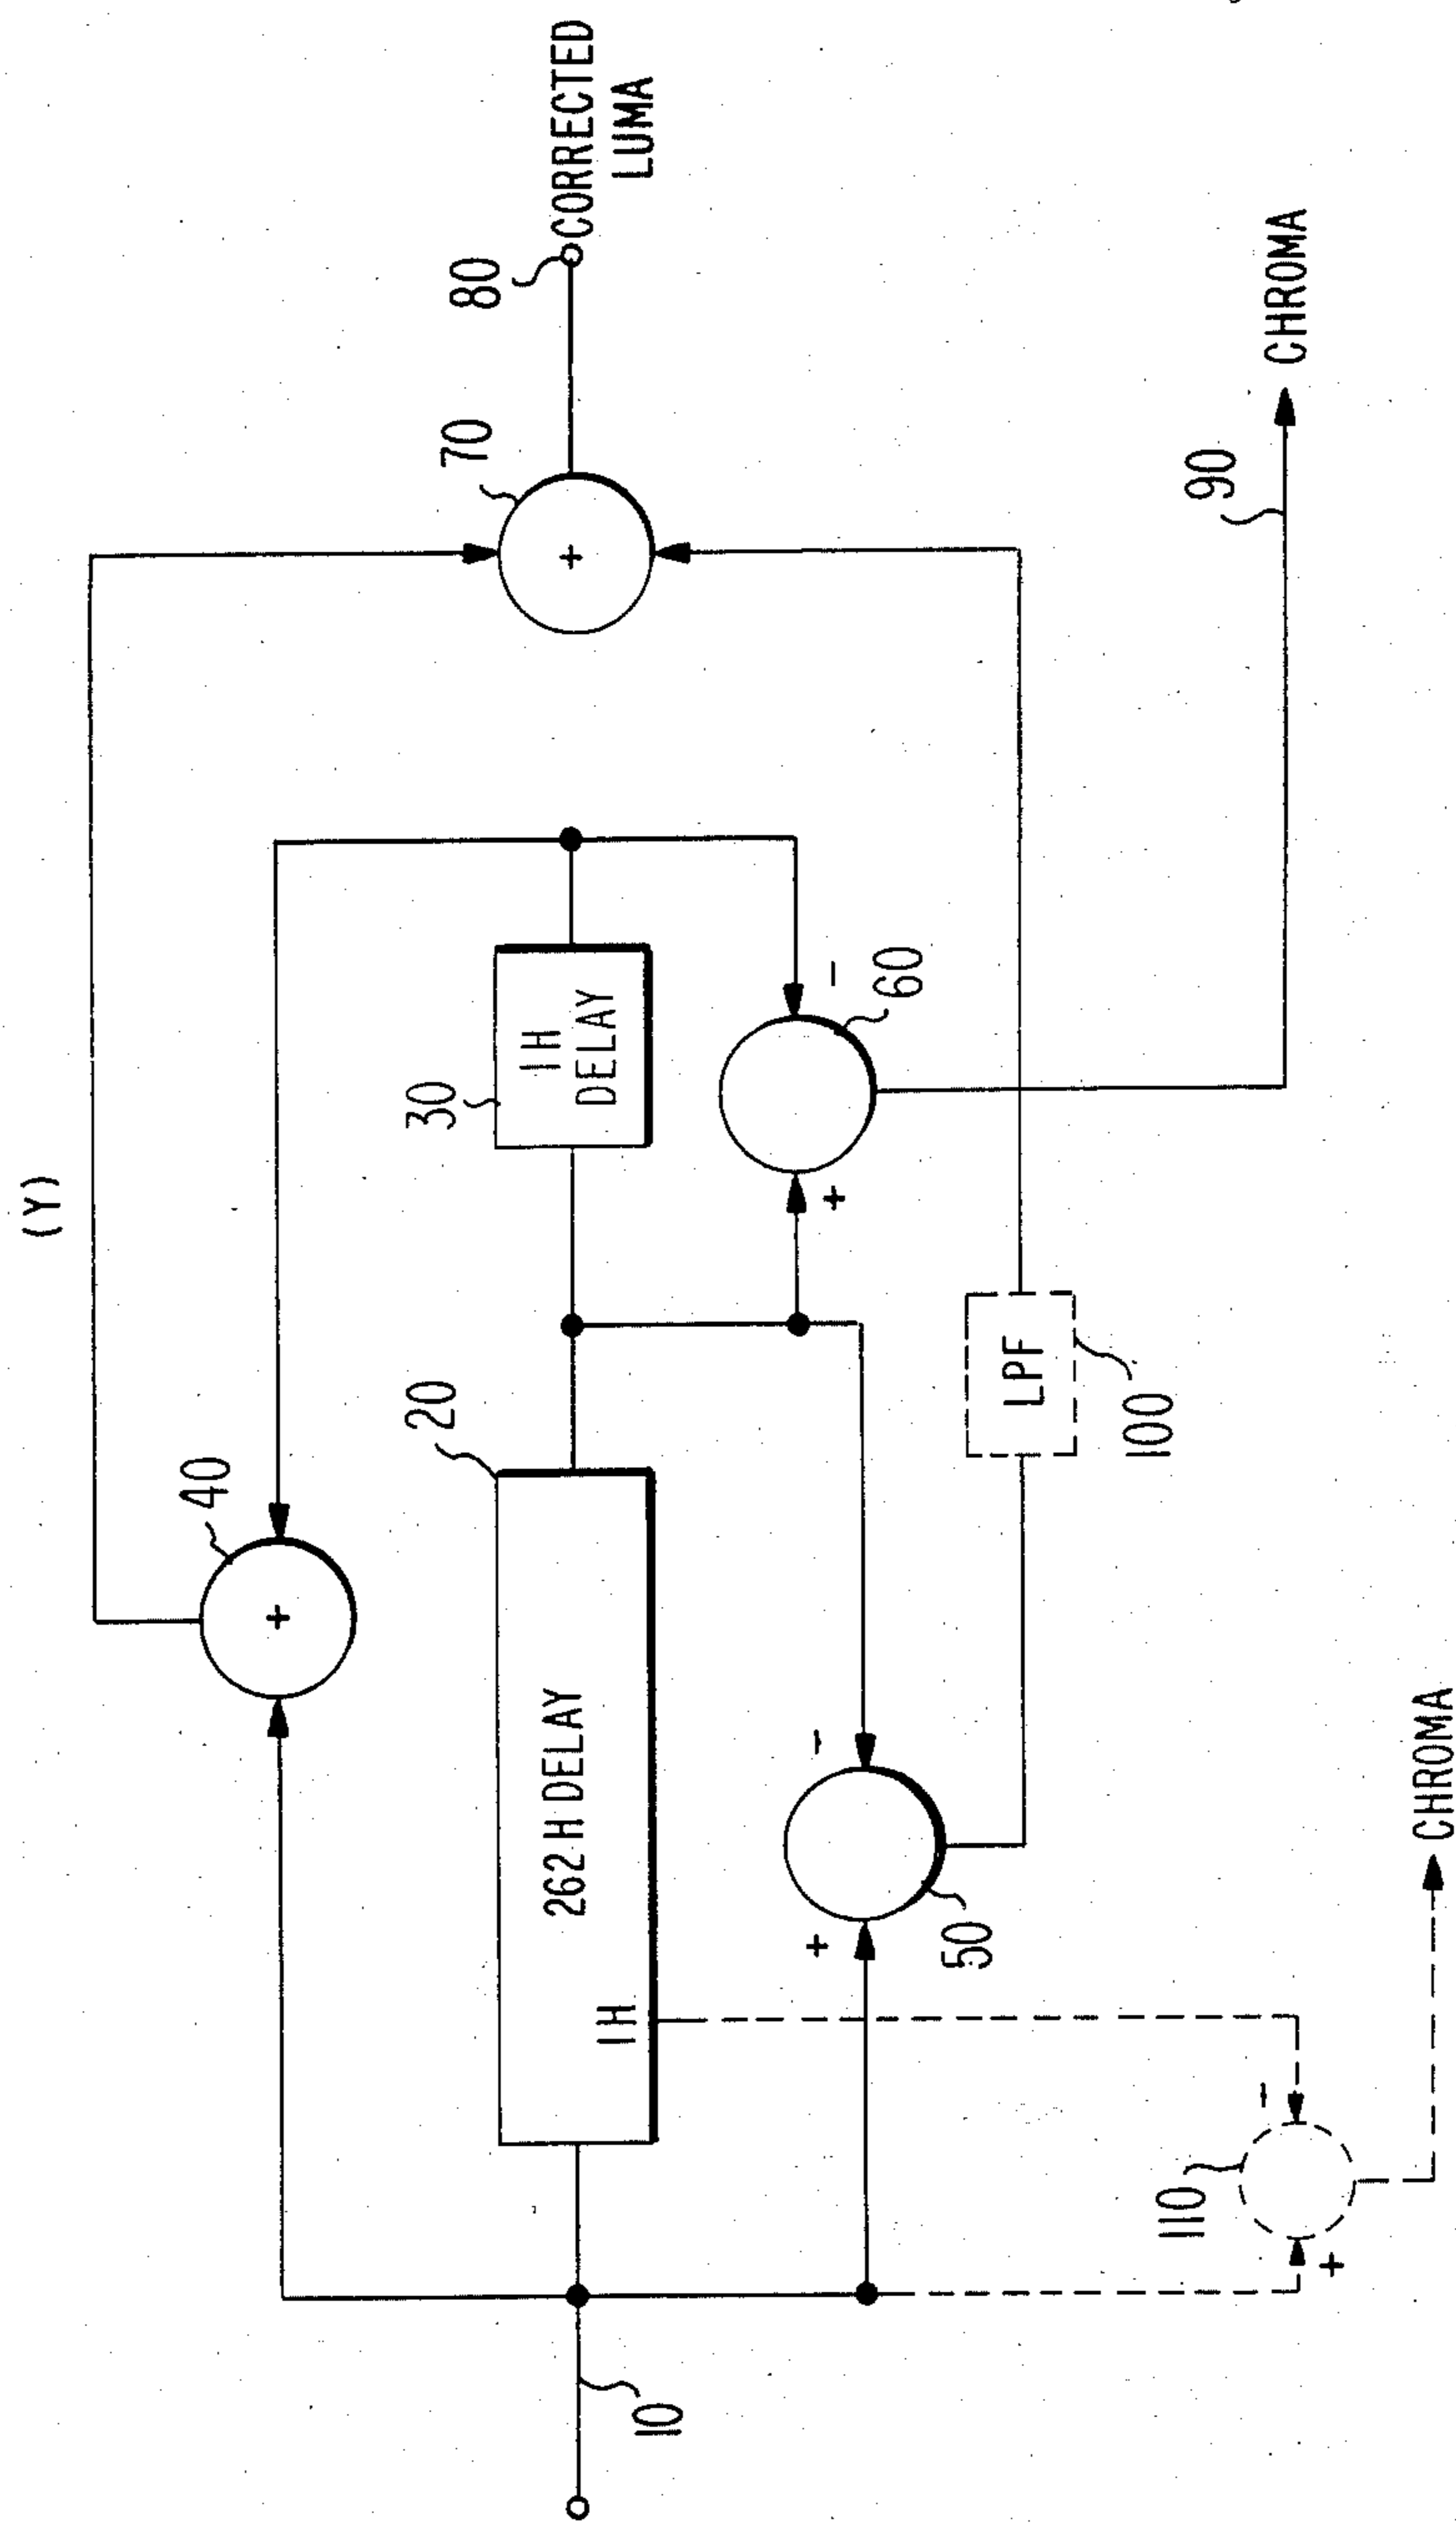 (Y)
40
20
30
70
80
CORRECTED
LUMA
+
+
262 H DELAY
1H
1H
DELAY
10
+
-
50
+
-
60
LPF
100
90
CHROMA
110
+
-
CHROMA